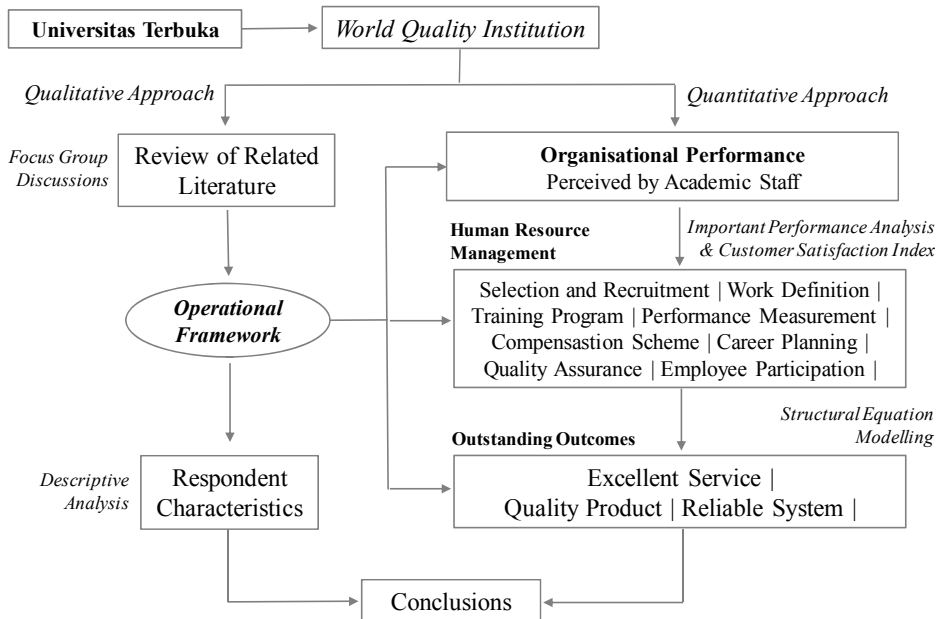 Universitas Terbuka
World Quality Institution
Qualitative Approach
Quantitative Approach
Focus Group
Discussions
Review of Related
Literature
Organisational Performance
Perceived by Academic Staff
Human Resource
Management
Important Performance Analysis
& Customer Satisfaction Index
Operational
Framework
Selection and Recruitment | Work Definition |
Training Program | Performance Measurement |
Compensastion Scheme | Career Planning |
Quality Assurance | Employee Participation |
Structural Equation
Modelling
Outstanding Outcomes
Descriptive
Analysis
Respondent
Characteristics
Excellent Service |
Quality Product | Reliable System |
Conclusions